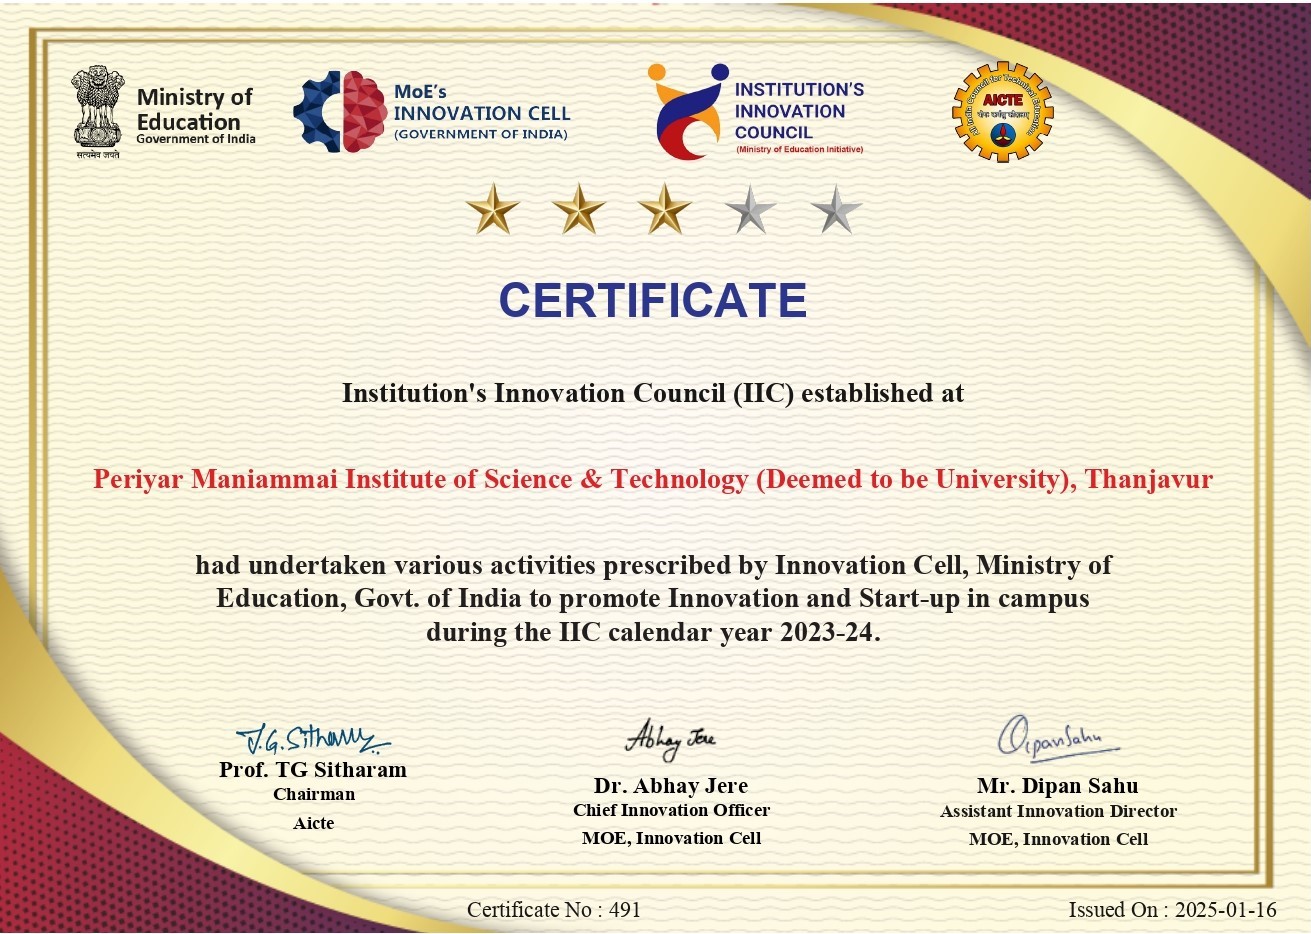 Ministry of
Education
Government of India
सत्यमेव जयते
MoE's
INNOVATION CELL
(GOVERNMENT OF INDIA)
INSTITUTION'S
INNOVATION
COUNCIL
(Ministry of Education Initiative)
All India Council for Technical Education
AICTE
CERTIFICATE
Institution's Innovation Council (IIC) established at
Periyar Maniammai Institute of Science & Technology (Deemed to be University), Thanjavur
had undertaken various activities prescribed by Innovation Cell, Ministry of
Education, Govt. of India to promote Innovation and Start-up in campus
during the IIC calendar year 2023-24.
T.G. Sitharam
Prof. TG Sitharam
Chairman
Aicte
Abhay Jere
Dr. Abhay Jere
Chief Innovation Officer
MOE, Innovation Cell
Dipan Sahu
Mr. Dipan Sahu
Assistant Innovation Director
MOE, Innovation Cell
Certificate No : 491
Issued On : 2025-01-16